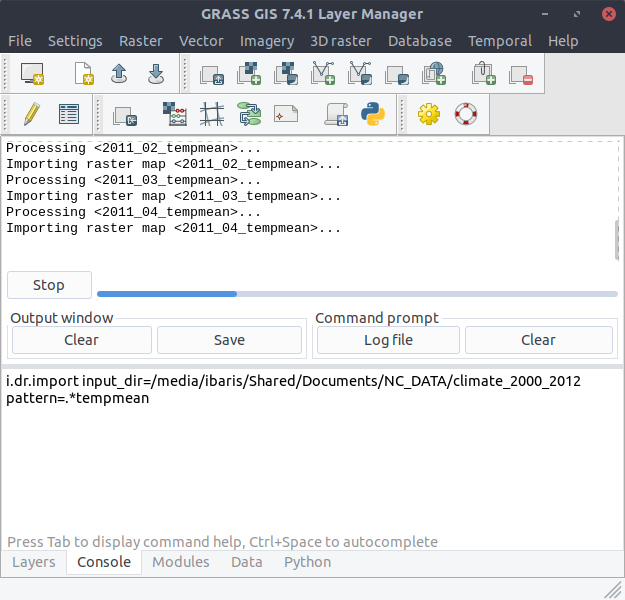 GRASS GIS 7.4.1 Layer Manager
File Settings Raster Vector Imagery 3D raster Database Temporal Help
Processing <2011_02_tempmean>...
Importing raster map <2011_02_tempmean>...
Processing <2011_03_tempmean>...
Importing raster map <2011_03_tempmean>...
Processing <2011_04_tempmean>...
Importing raster map <2011_04_tempmean>...
Stop
Output window Command prompt
Clear Save Log file Clear
i.dr.import input_dir=/media/ibaris/Shared/Documents/NC_DATA/climate_2000_2012
pattern=.*tempmean
Press Tab to display command help, Ctrl+Space to autocomplete
Layers Console Modules Data Python